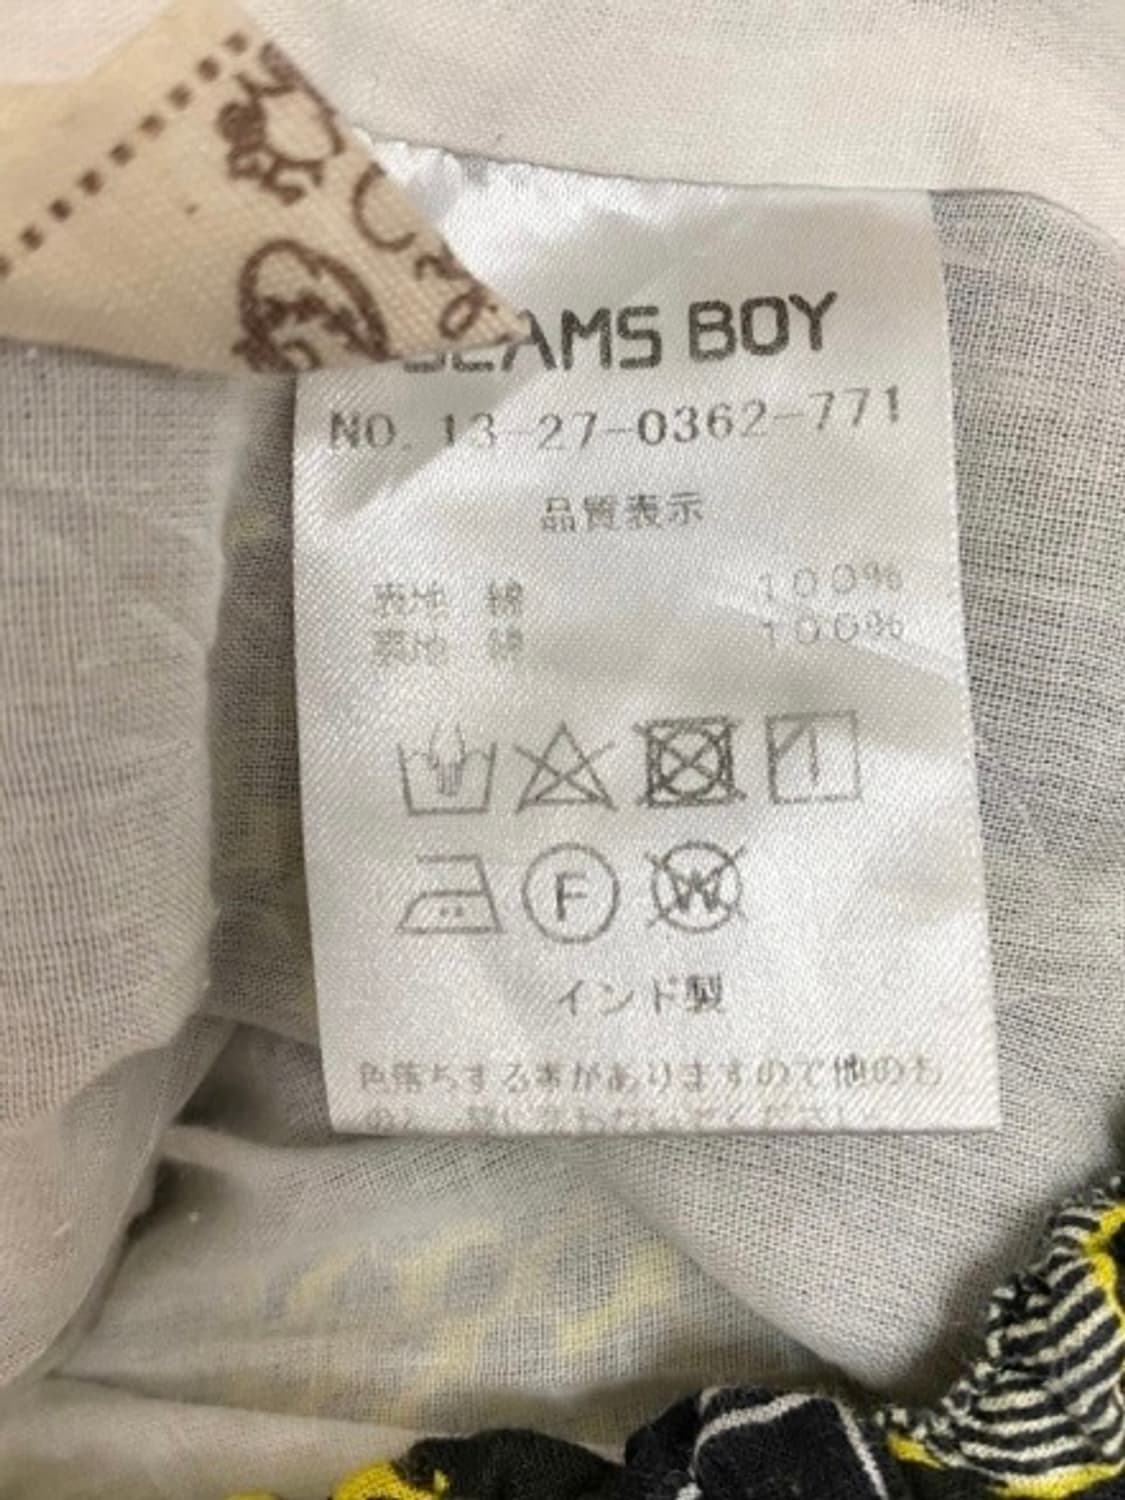 BEAMS BOY
NO. 13-27-0362-771
品質表示
表地 綿 100%
裏地 綿 100%
F W
インド製
色落ちする事がありますので他のも